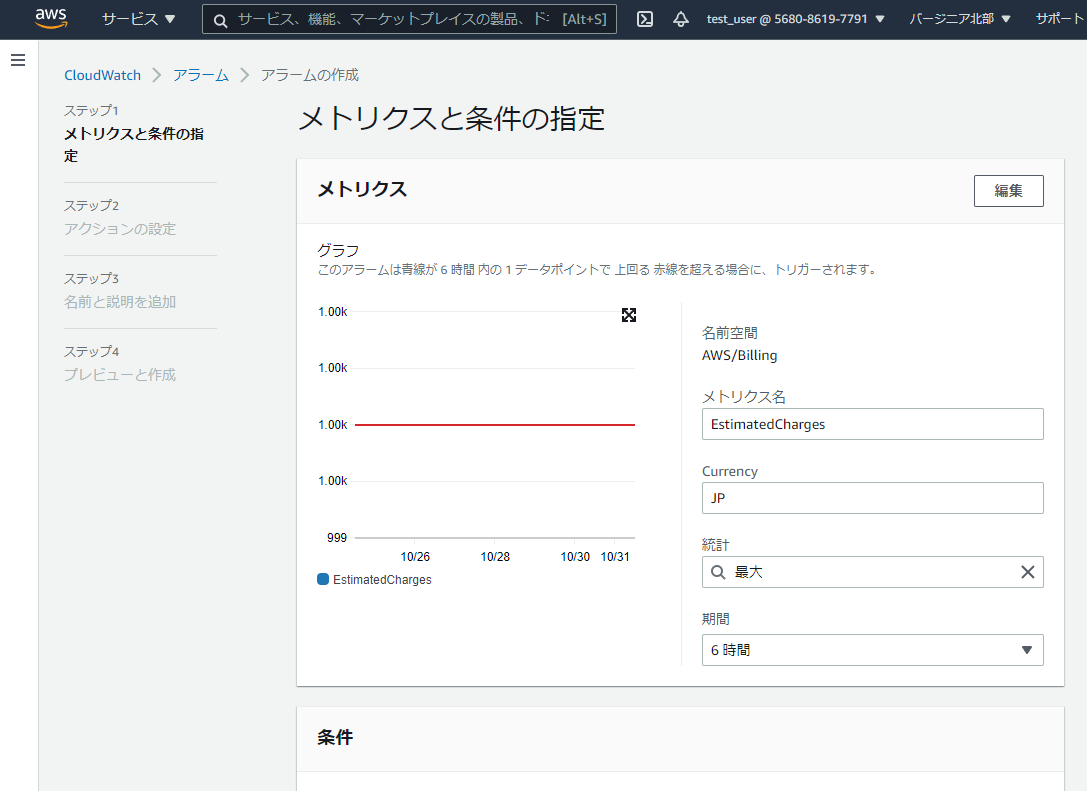 aws サービス ▼ サービス、機能、マーケットプレイスの製品、ド [Alt+S] test_user @ 5680-8619-7791 ▼ バージニア北部 ▼ サポート
CloudWatch > アラーム > アラームの作成
ステップ1
メトリクスと条件の指
定
ステップ2
アクションの設定
ステップ3
名前と説明を追加
ステップ4
プレビューと作成
メトリクスと条件の指定
メトリクス
編集
グラフ
このアラームは青線が 6 時間 内の 1 データポイントで 上回る 赤線を超える場合に、トリガーされます。
1.00k
1.00k
1.00k
1.00k
999
10/26 10/28 10/30 10/31
EstimatedCharges
名前空間
AWS/Billing
メトリクス名
EstimatedCharges
Currency
JP
統計
最大
期間
6 時間
条件